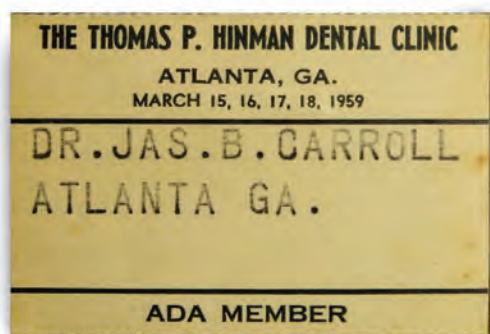 THE THOMAS P. HINMAN DENTAL CLINIC
ATLANTA, GA.
MARCH 15, 16, 17, 18, 1959
DR.JAS.B.CARROLL
ATLANTA GA.
ADA MEMBER